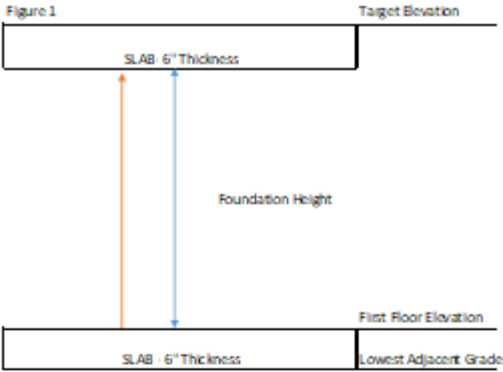 Figure 1
Target Elevation
SLAB- 6" Thickness
Foundation Height
First Floor Elevation
SLAB - 6" Thickness
Lowest Adjacent Grade